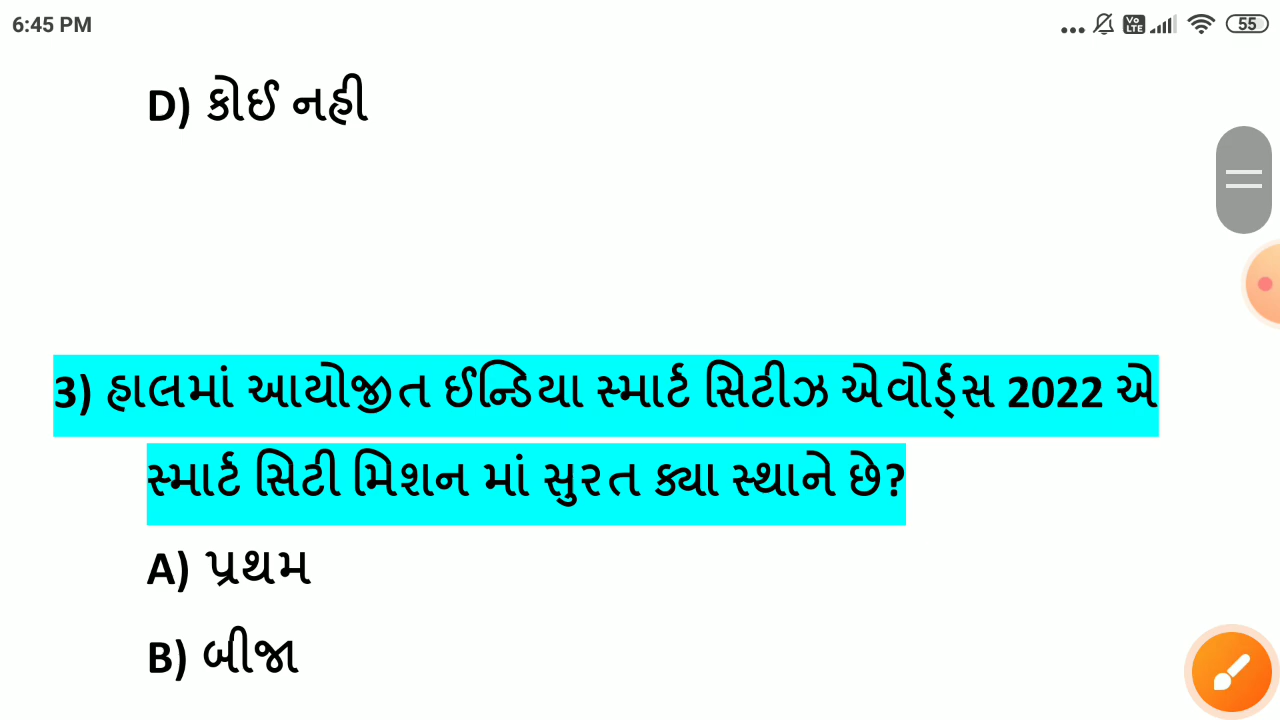 6:45 PM
55
D) કોઈ નહી
3) હાલમાં આયોજીત ઈન્ડિયા સ્માર્ટ સિટીઝ એવોર્ડ્સ 2022 એ
સ્માર્ટ સિટી મિશન માં સુરત ક્યા સ્થાને છે?
A) પ્રથમ
B) બીજા